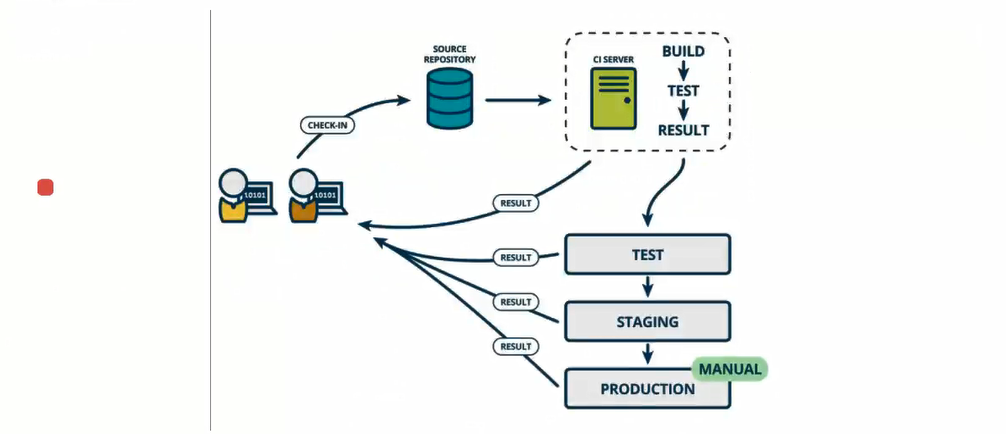 SOURCE
REPOSITORY
CI SERVER
BUILD
TEST
RESULT
CHECK-IN
10101
10101
RESULT
RESULT
TEST
RESULT
STAGING
RESULT
MANUAL
PRODUCTION